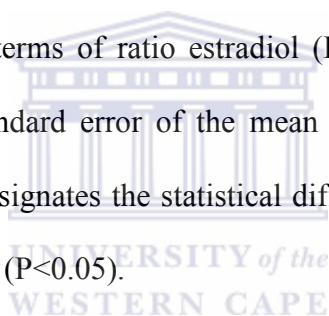 terms of ratio estradiol (
ndard error of the mean
signates the statistical dif
UNIVERSITY of the
(P<0.05).
WESTERN CAPE